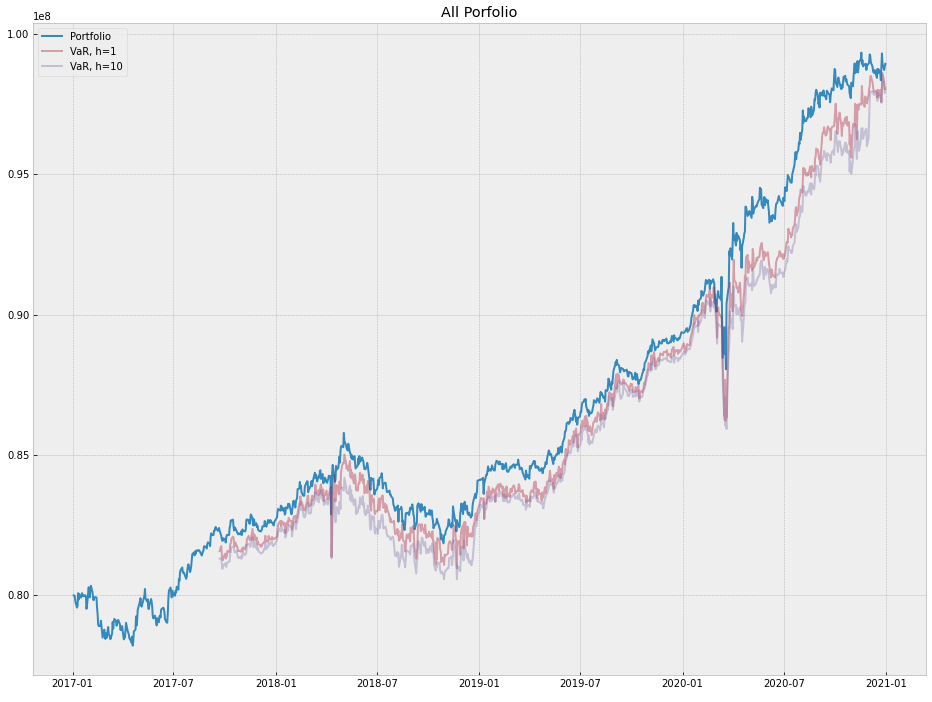 All Porfolio
1e8
1.00
0.95
0.90
0.85
0.80
Portfolio
VaR, h=1
VaR, h=10
2017-01
2017-07
2018-01
2018-07
2019-01
2019-07
2020-01
2020-07
2021-01